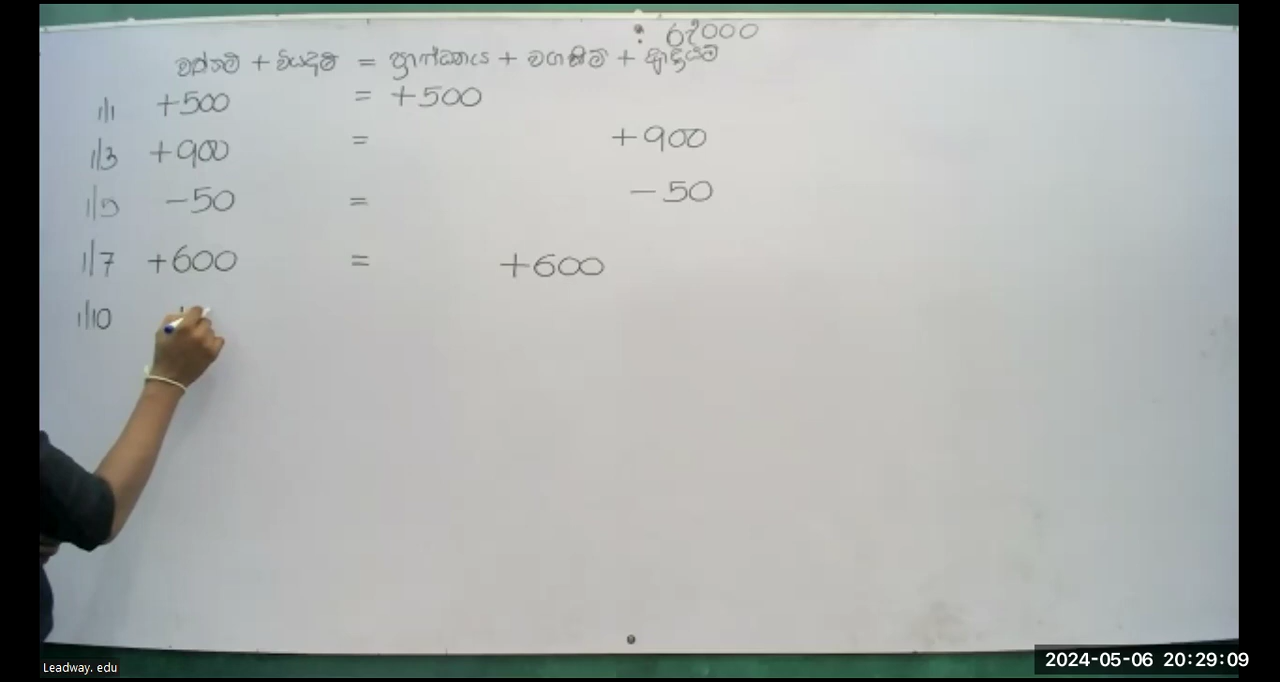 : රු '000
වත්කම් + වියදම් = ප්‍රාග්ධනය + වගකීම් + ආදායම්
1/1 +500 = +500
1/3 +900 = +900
1/5 -50 = -50
1/7 +600 = +600
1/10
Leadway. edu
2024-05-06 20:29:09